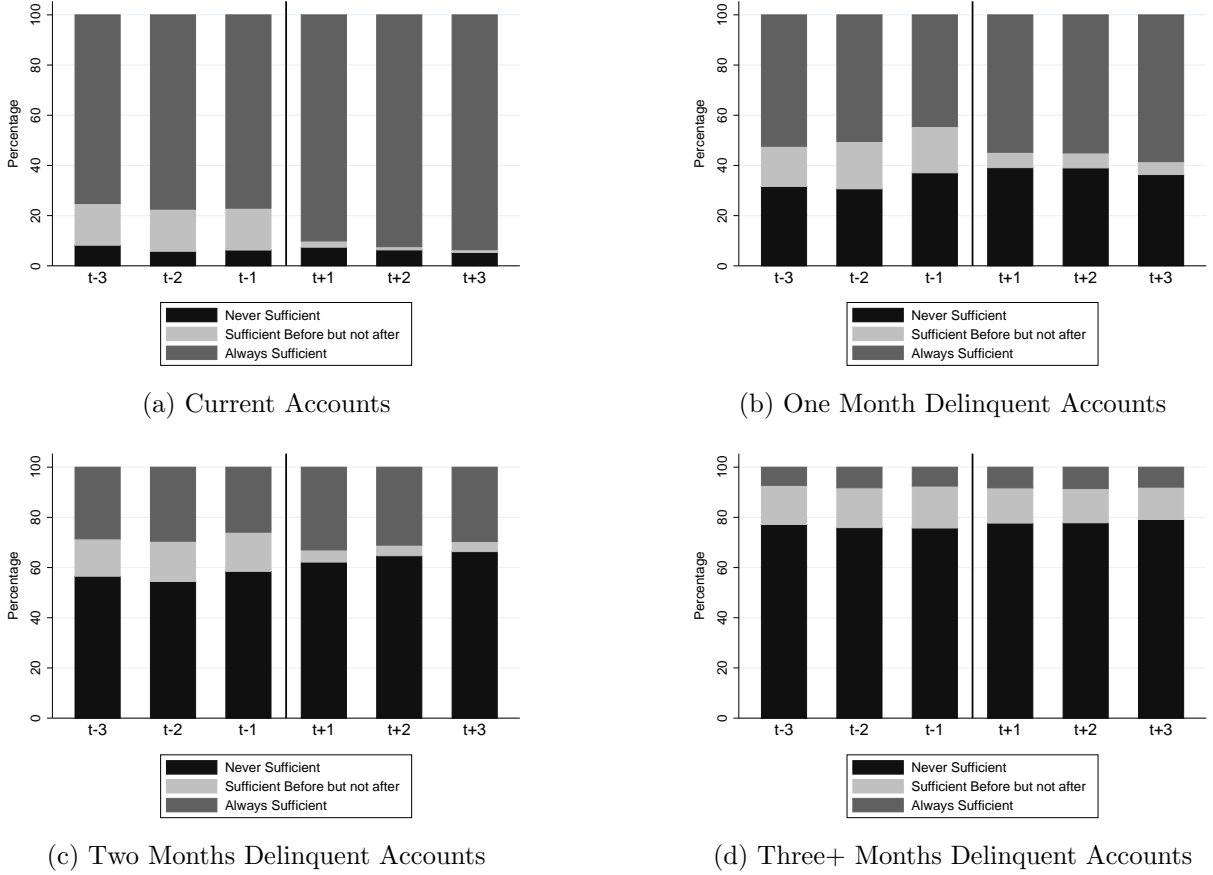 Percentage
100
80
60
40
20
0
t-3 t-2 t-1 t+1 t+2 t+3
Never Sufficient
Sufficient Before but not after
Always Sufficient
(a) Current Accounts
Percentage
100
80
60
40
20
0
t-3 t-2 t-1 t+1 t+2 t+3
Never Sufficient
Sufficient Before but not after
Always Sufficient
(b) One Month Delinquent Accounts
Percentage
100
80
60
40
20
0
t-3 t-2 t-1 t+1 t+2 t+3
Never Sufficient
Sufficient Before but not after
Always Sufficient
(c) Two Months Delinquent Accounts
Percentage
100
80
60
40
20
0
t-3 t-2 t-1 t+1 t+2 t+3
Never Sufficient
Sufficient Before but not after
Always Sufficient
(d) Three+ Months Delinquent Accounts